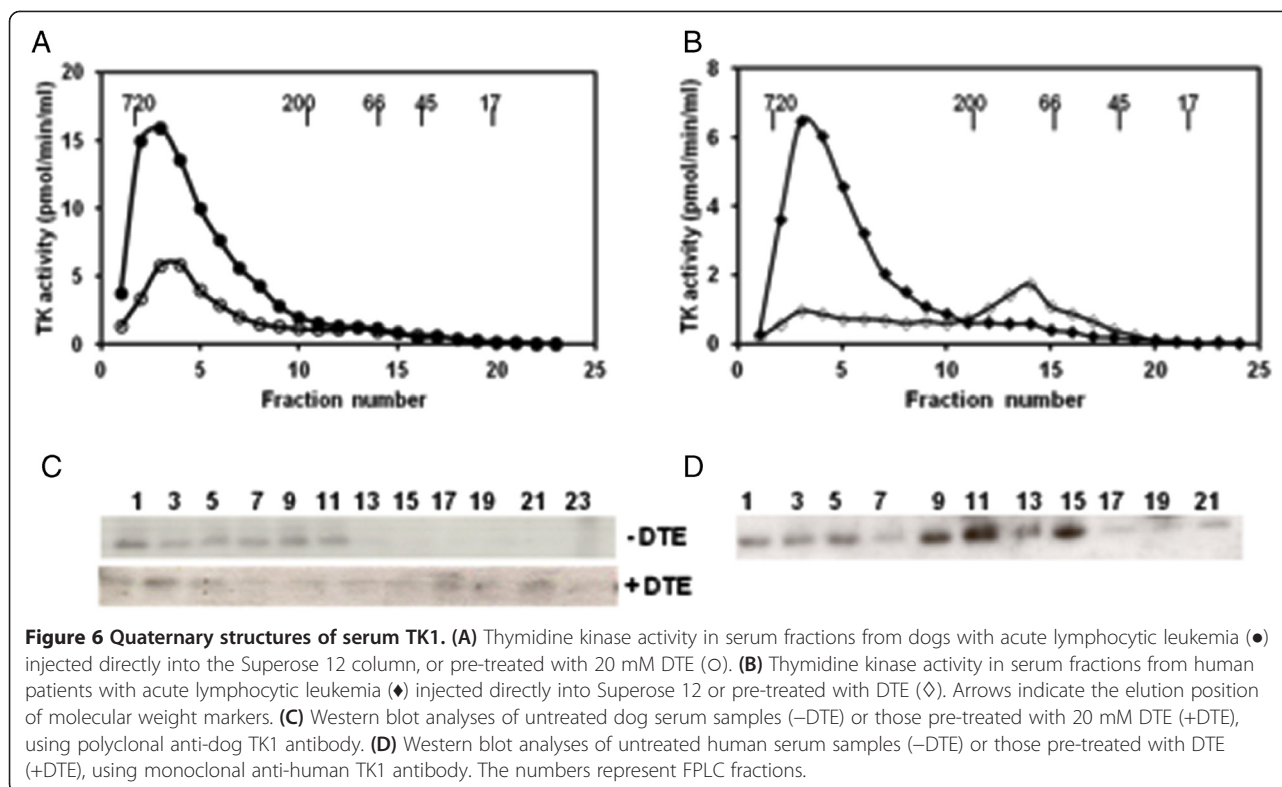 A
B
20
15
10
5
0
TK activity (pmol/min/ml)
720 200 66 45 17
0 5 10 15 20 25
Fraction number
8
6
4
2
0
TK activity (pmol/min/ml)
720 200 66 45 17
0 5 10 15 20 25
Fraction number
C
1 3 5 7 9 11 13 15 17 19 21 23
-DTE
+DTE
D
1 3 5 7 9 11 13 15 17 19 21
Figure 6 Quaternary structures of serum TK1. (A) Thymidine kinase activity in serum fractions from dogs with acute lymphocytic leukemia (●)
injected directly into the Superose 12 column, or pre-treated with 20 mM DTE (○). (B) Thymidine kinase activity in serum fractions from human
patients with acute lymphocytic leukemia (♦) injected directly into Superose 12 or pre-treated with DTE (◊). Arrows indicate the elution position
of molecular weight markers. (C) Western blot analyses of untreated dog serum samples (−DTE) or those pre-treated with 20 mM DTE (+DTE),
using polyclonal anti-dog TK1 antibody. (D) Western blot analyses of untreated human serum samples (−DTE) or those pre-treated with DTE
(+DTE), using monoclonal anti-human TK1 antibody. The numbers represent FPLC fractions.